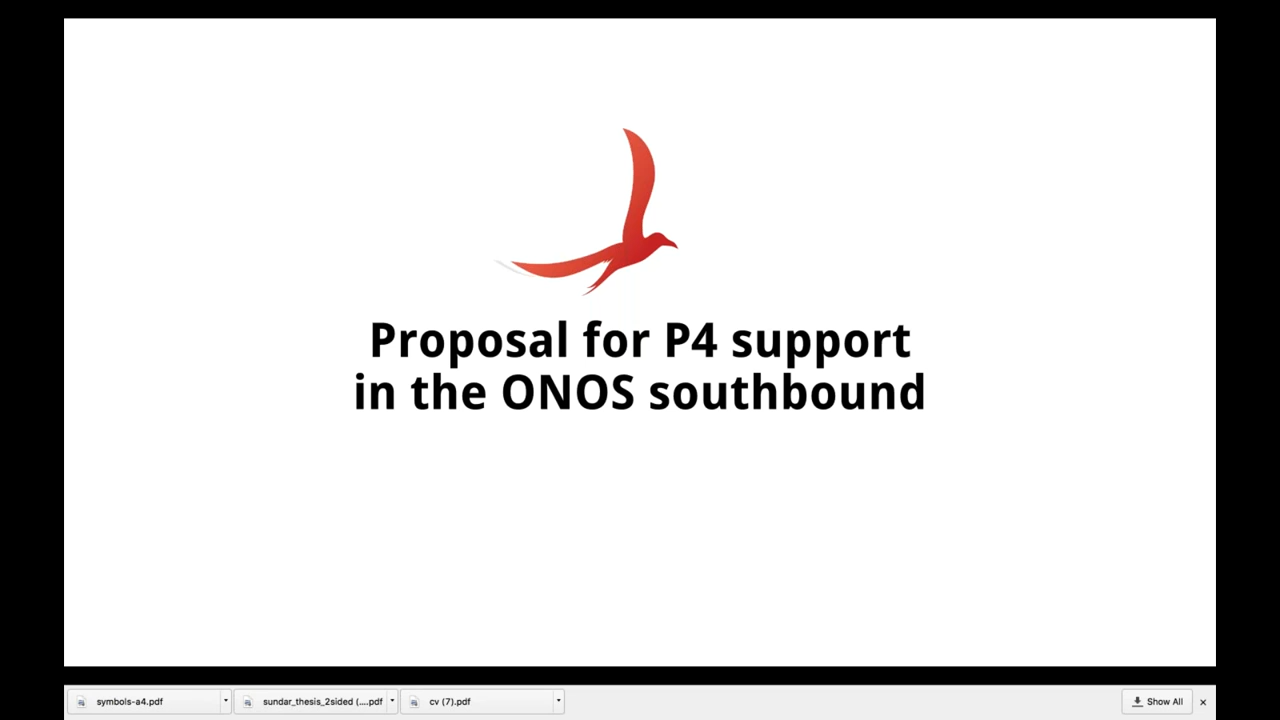 Proposal for P4 support
in the ONOS southbound
symbols-a4.pdf
sundar_thesis_2sided (....pdf
cv (7).pdf
Show All